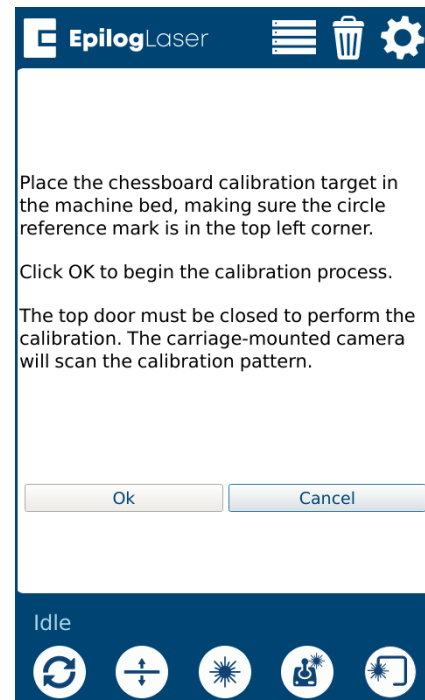 EpilogLaser
Place the chessboard calibration target in
the machine bed, making sure the circle
reference mark is in the top left corner.
Click OK to begin the calibration process.
The top door must be closed to perform the
calibration. The carriage-mounted camera
will scan the calibration pattern.
Ok Cancel
Idle